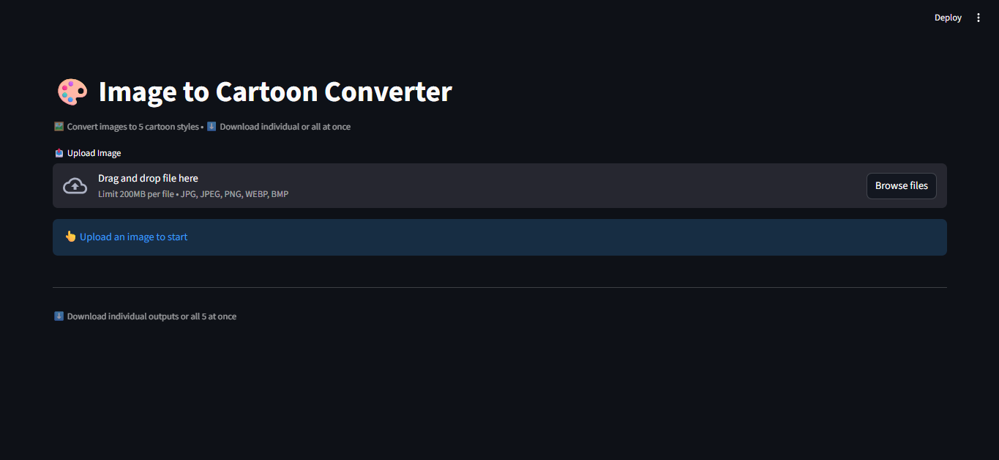 Deploy
Image to Cartoon Converter
Convert images to 5 cartoon styles • Download individual or all at once
Upload Image
Drag and drop file here
Limit 200MB per file • JPG, JPEG, PNG, WEBP, BMP
Browse files
Upload an image to start
Download individual outputs or all 5 at once